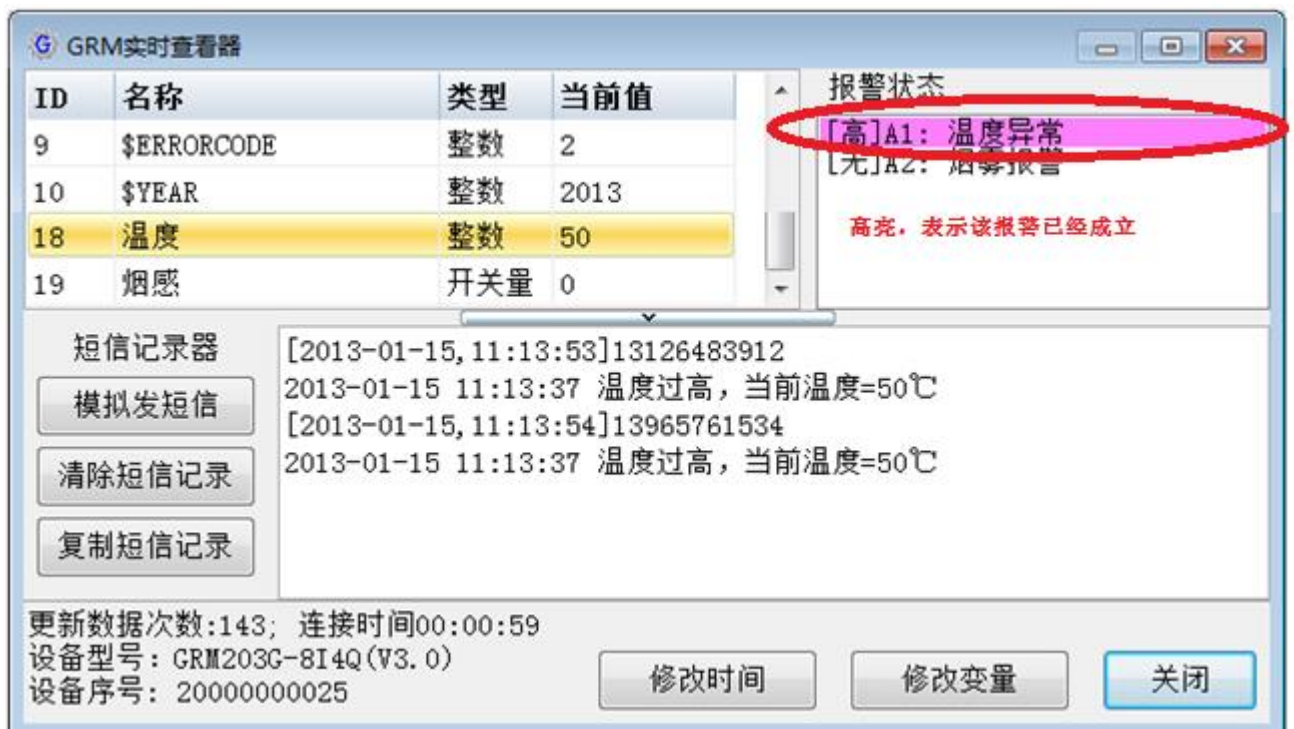 GRM实时查看器
ID 名称 类型 当前值
9 $ERRORCODE 整数 2
10 $YEAR 整数 2013
18 温度 整数 50
19 烟感 开关量 0
报警状态
[高]A1: 温度异常
[无]A2: 烟雾报警
高亮．表示该报警已经成立
短信记录器
模拟发短信
清除短信记录
复制短信记录
[2013-01-15,11:13:53]13126483912
2013-01-15 11:13:37 温度过高，当前温度=50℃
[2013-01-15,11:13:54]13965761534
2013-01-15 11:13:37 温度过高，当前温度=50℃
更新数据次数:143; 连接时间00:00:59
设备型号: GRM203G-8I4Q(V3.0)
设备序号: 20000000025
修改时间 修改变量 关闭